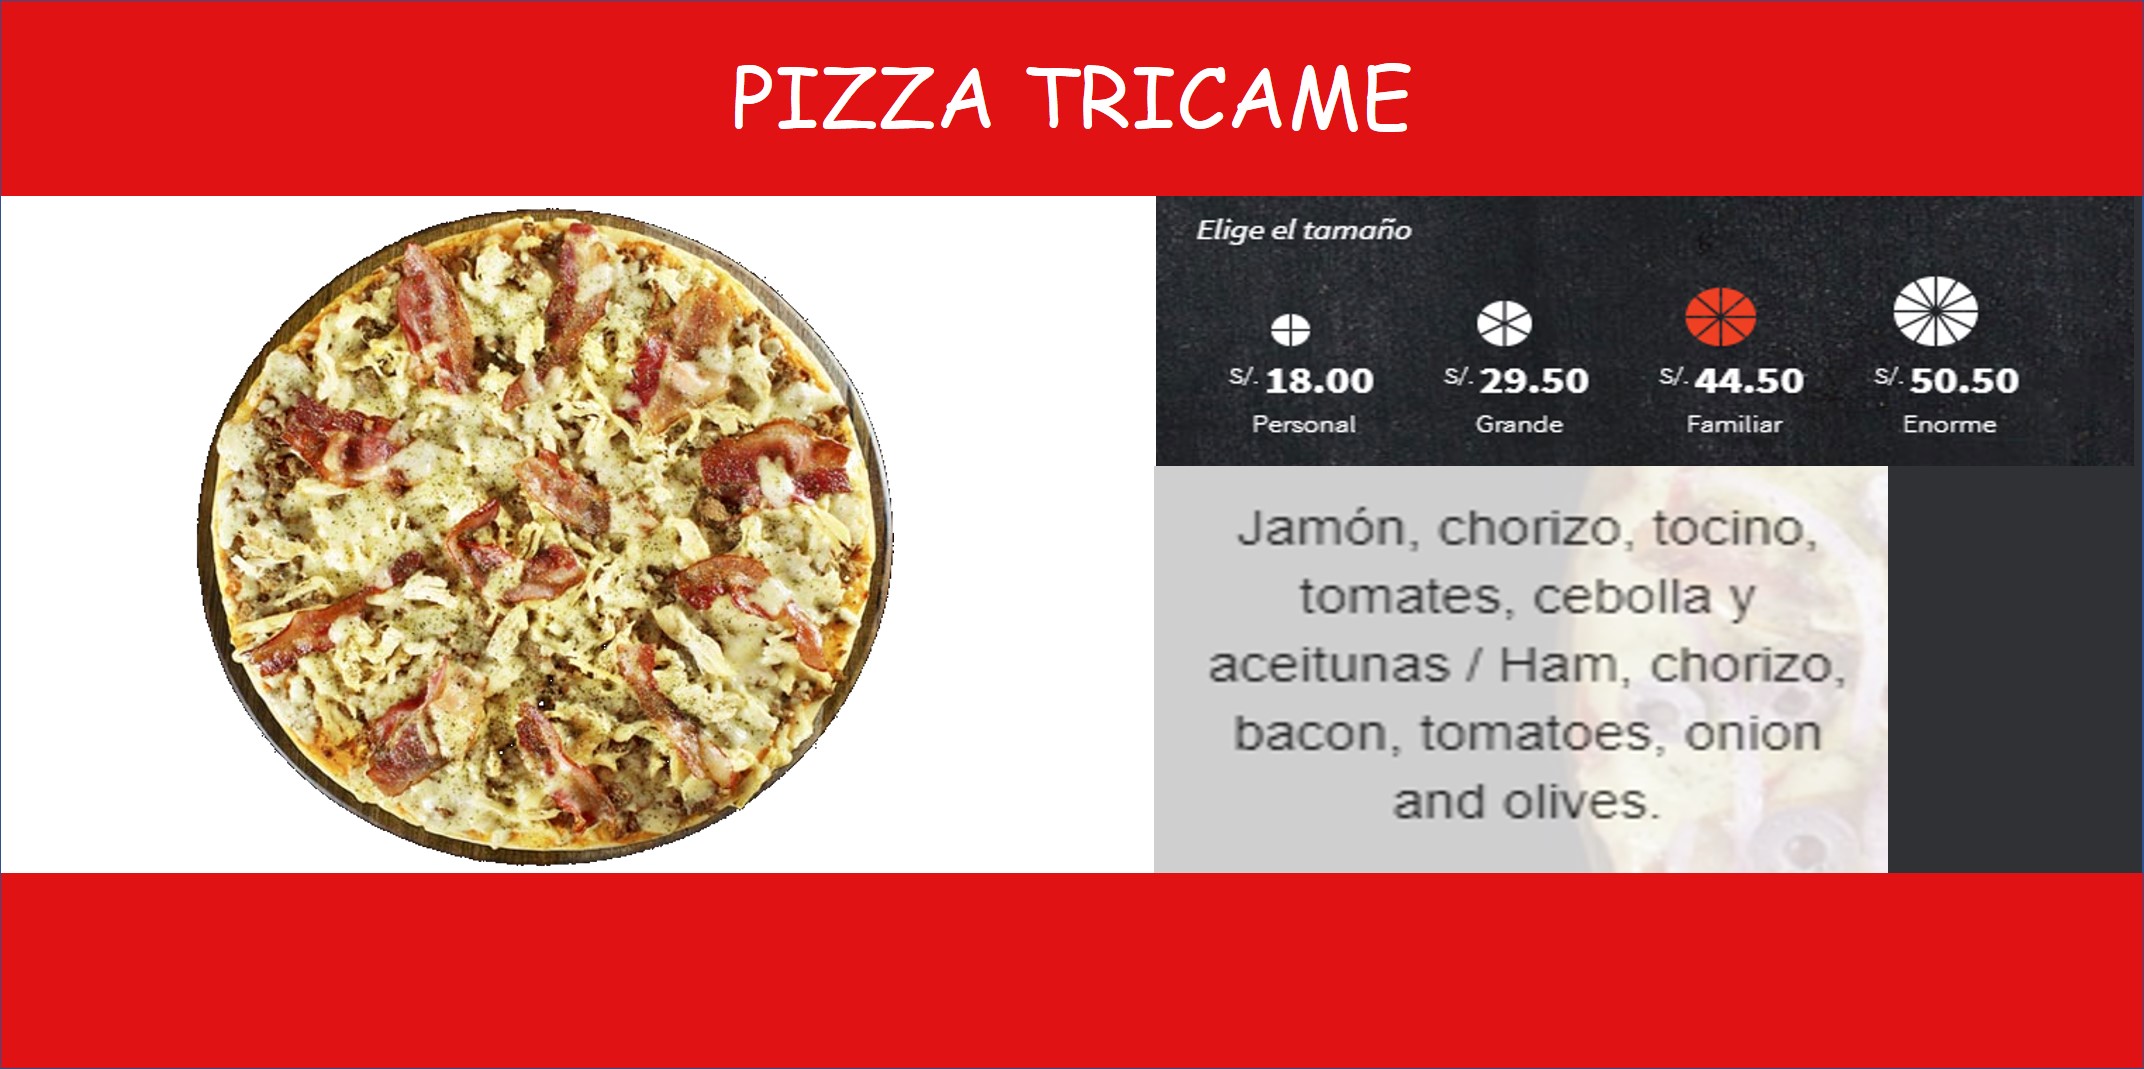 PIZZA TRICAME
Elige el tamaño
S/. 18.00 S/. 29.50 S/. 44.50 S/. 50.50
Personal Grande Familiar Enorme
Jamón, chorizo, tocino,
tomates, cebolla y
aceitunas / Ham, chorizo,
bacon, tomatoes, onion
and olives.